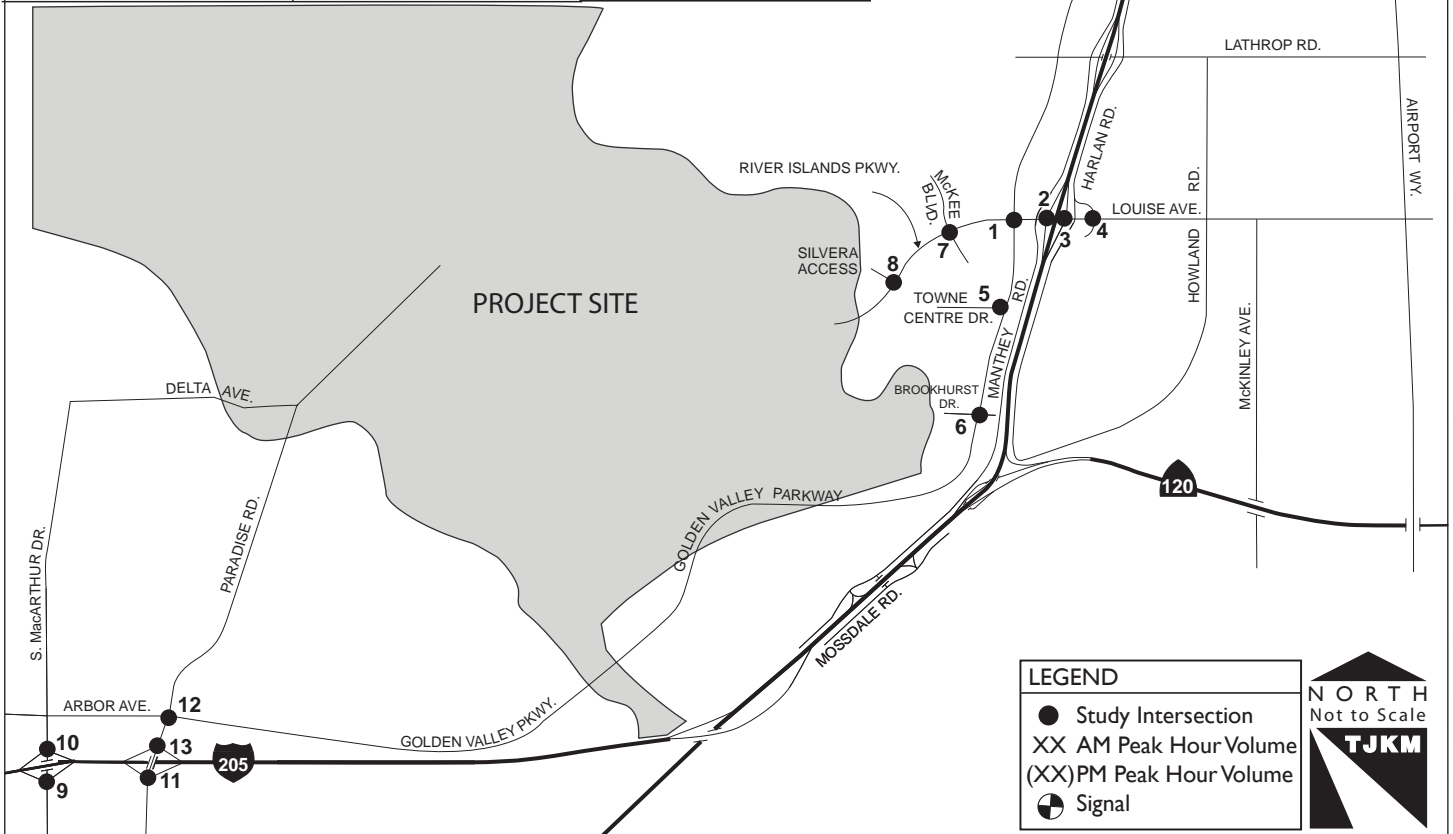 LATHROP RD.
AIRPORT WY.
HARLAN RD.
RIVER ISLANDS PKWY.
McKEE
BLVD.
HOWLAND RD.
2
LOUISE AVE.
1
3
4
7
SILVERA
ACCESS
8
PROJECT SITE
TOWNE
CENTRE DR.
5
MANTHEY RD.
McKINLEY AVE.
DELTA AVE.
BROOKHURST
DR.
6
120
GOLDEN VALLEY PARKWAY
PARADISE RD.
S. MacARTHUR DR.
MOSSDALE RD.
ARBOR AVE.
12
GOLDEN VALLEY PKWY.
10
13
205
9
11
LEGEND
Study Intersection
XX AM Peak Hour Volume
(XX) PM Peak Hour Volume
Signal
NORTH
Not to Scale
TJKM